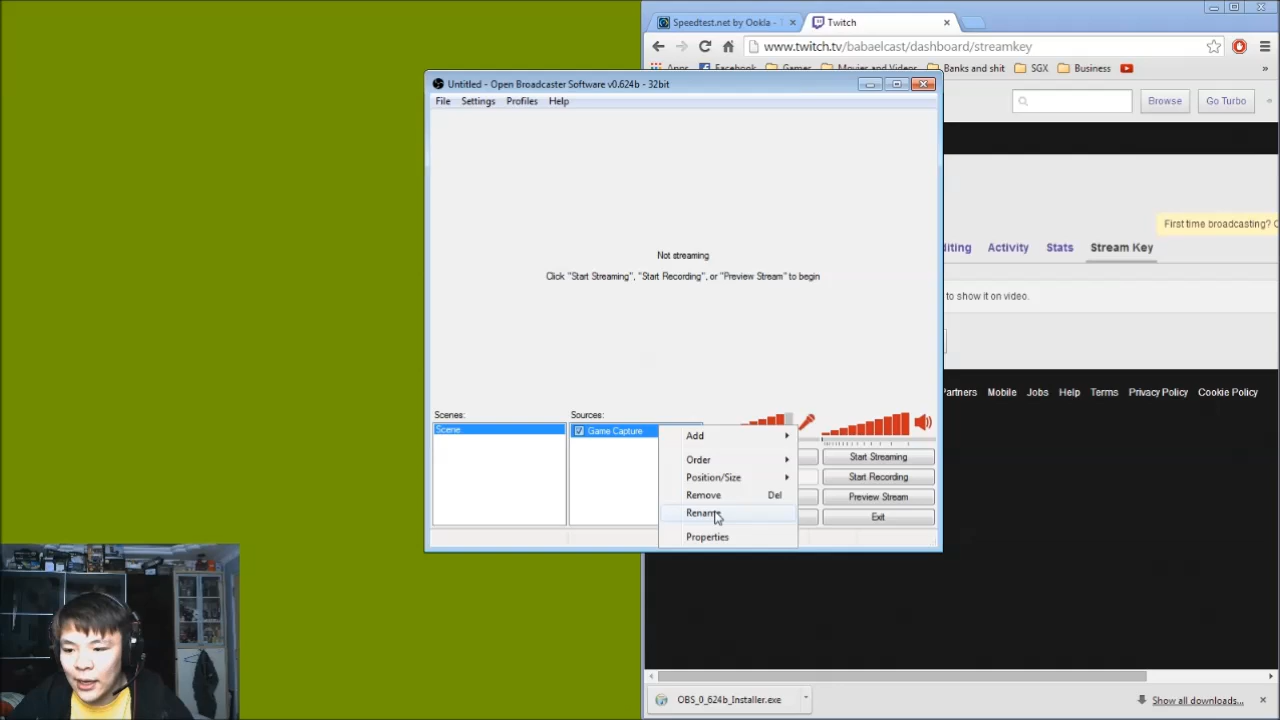 Speedtest.net by Ookla -
Twitch
www.twitch.tv/babaelcast/dashboard/streamkey
Apps
Facebook
Games
Movies and Videos
Banks and shit
SGX
Business
»
Browse
Go Turbo
First time broadcasting?
diting
Activity
Stats
Stream Key
to show it on video.
Partners
Mobile
Jobs
Help
Terms
Privacy Policy
Cookie Policy
Untitled - Open Broadcaster Software v0.624b - 32bit
File
Settings
Profiles
Help
Not streaming
Click "Start Streaming", "Start Recording", or "Preview Stream" to begin
Scenes:
Sources:
Scene
Game Capture
Add
Order
Position/Size
Remove
Del
Rename
Properties
Start Streaming
Start Recording
Preview Stream
Exit
OBS_0_624b_Installer.exe
Show all downloads...